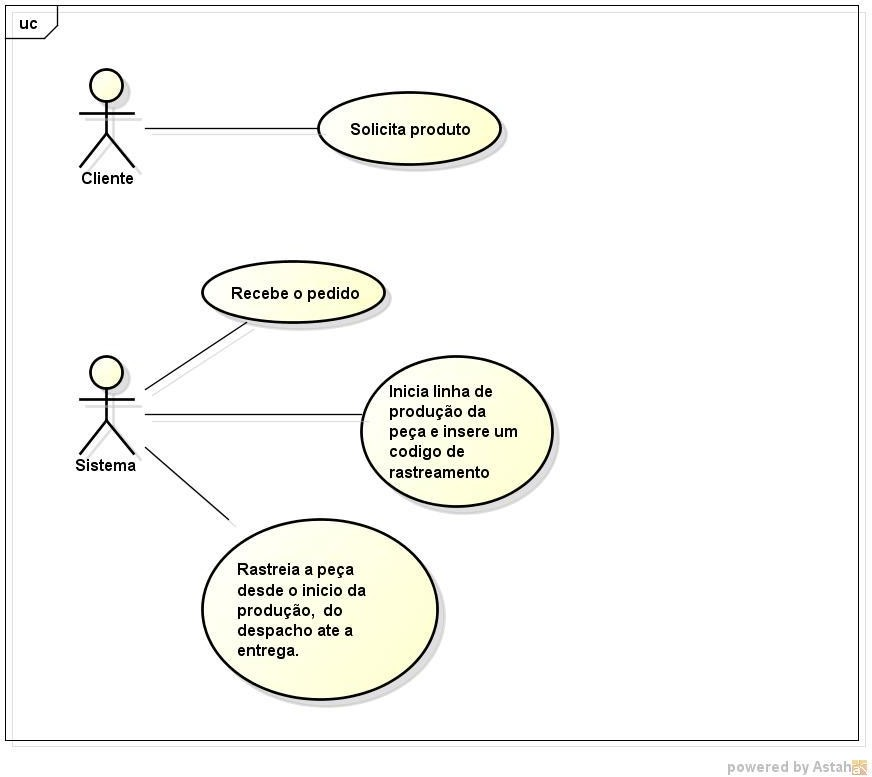 uc
Solicita produto
Cliente
Recebe o pedido
Inicia linha de
produção da
peça e insere um
codigo de
rastreamento
Sistema
Rastreia a peça
desde o inicio da
produção, do
despacho ate a
entrega.
powered by Astah